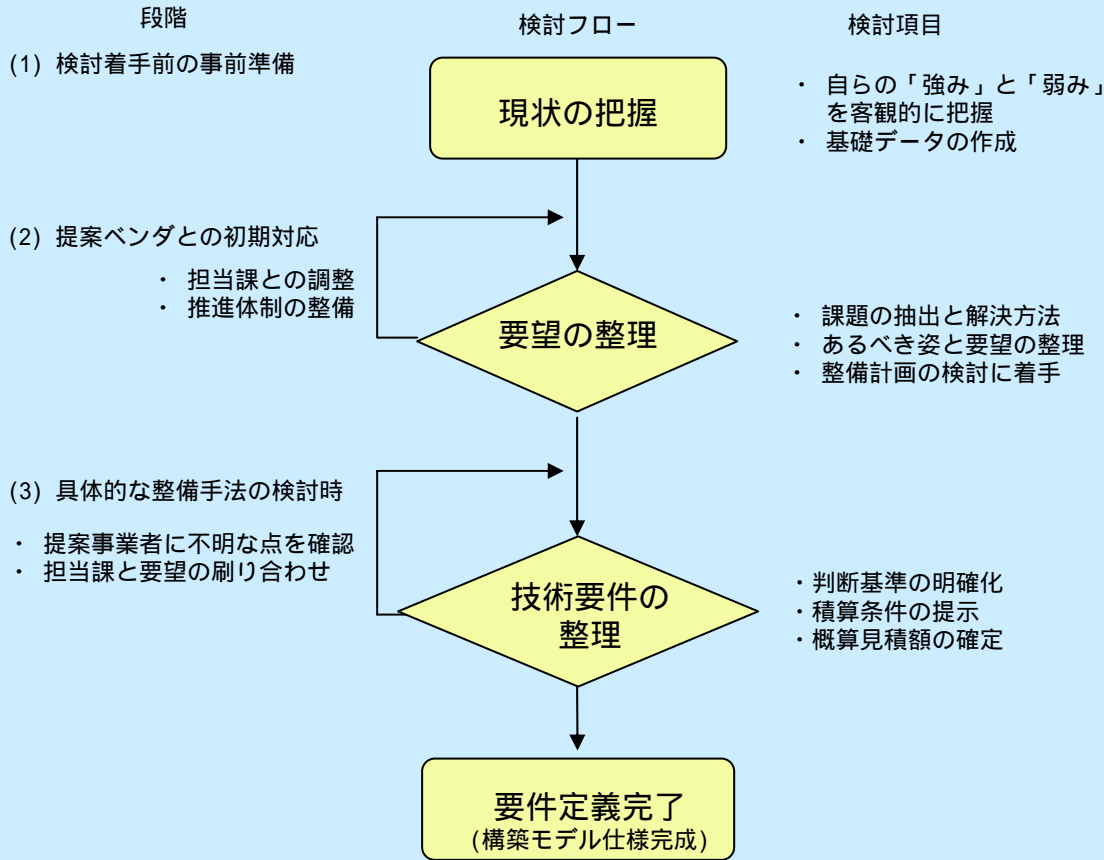 段階
検討フロー
検討項目
(1) 検討着手前の事前準備
現状の把握
・ 自らの「強み」と「弱み」
を客観的に把握
・ 基礎データの作成
(2) 提案ベンダとの初期対応
・ 担当課との調整
・ 推進体制の整備
要望の整理
・ 課題の抽出と解決方法
・ あるべき姿と要望の整理
・ 整備計画の検討に着手
(3) 具体的な整備手法の検討時
・ 提案事業者に不明な点を確認
・ 担当課と要望の刷り合わせ
技術要件の
整理
・判断基準の明確化
・積算条件の提示
・概算見積額の確定
要件定義完了
(構築モデル仕様完成)